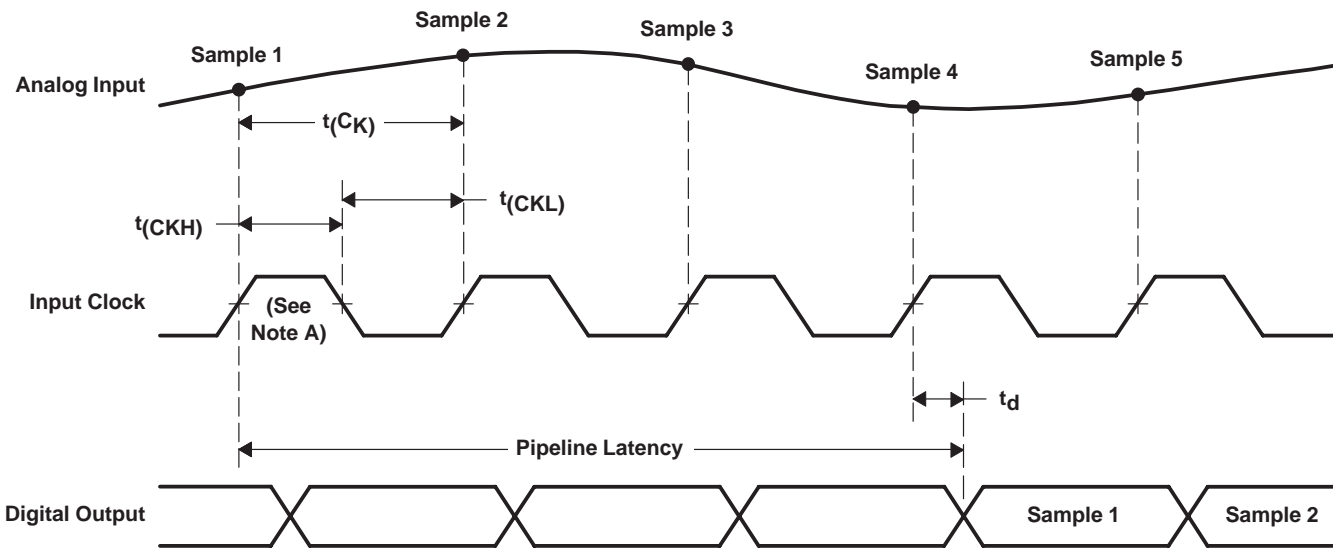 Sample 2
Sample 1
Sample 3
Sample 4
Sample 5
Analog Input
t(CK)
t(CKL)
t(CKH)
Input Clock
(See
Note A)
td
Pipeline Latency
Digital Output
Sample 1
Sample 2